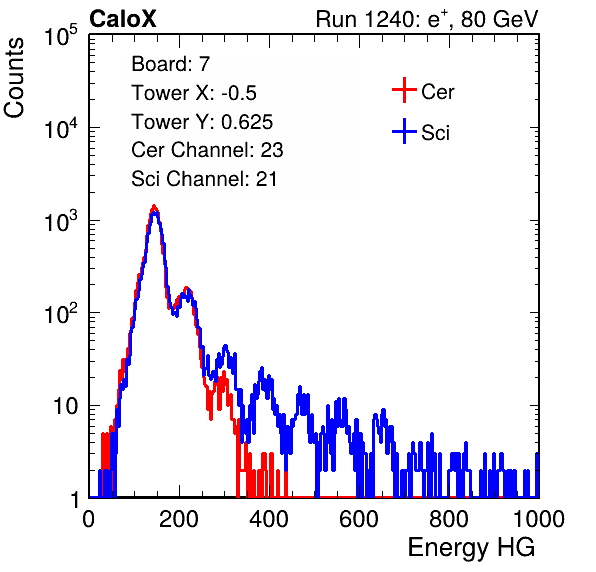 CaloX Run 1240: e⁺, 80 GeV
Counts
Board: 7
Tower X: -0.5
Tower Y: 0.625
Cer Channel: 23
Sci Channel: 21
Cer
Sci
10⁵
10⁴
10³
10²
10
1
0 200 400 600 800 1000
Energy HG